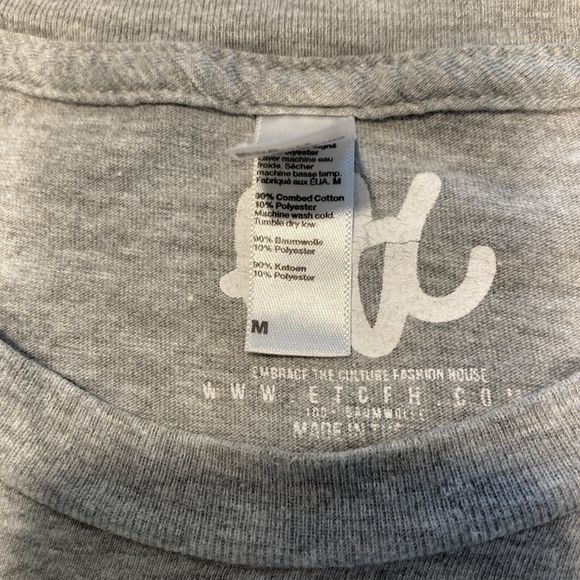 Polyester
Laver machine eau
froide. Sécher
machine basse temp.
Fabriqué aux ÉUA. M
90% Combed Cotton
10% Polyester
Machine wash cold.
Tumble dry low.
90% Baumwolle
10% Polyester
90% Katoen
10% Polyester
M
EMBRACE THE CULTURE FASHION HOUSE
WWW.ETCFH.COM
100% BAUMWOLLE
MADE IN